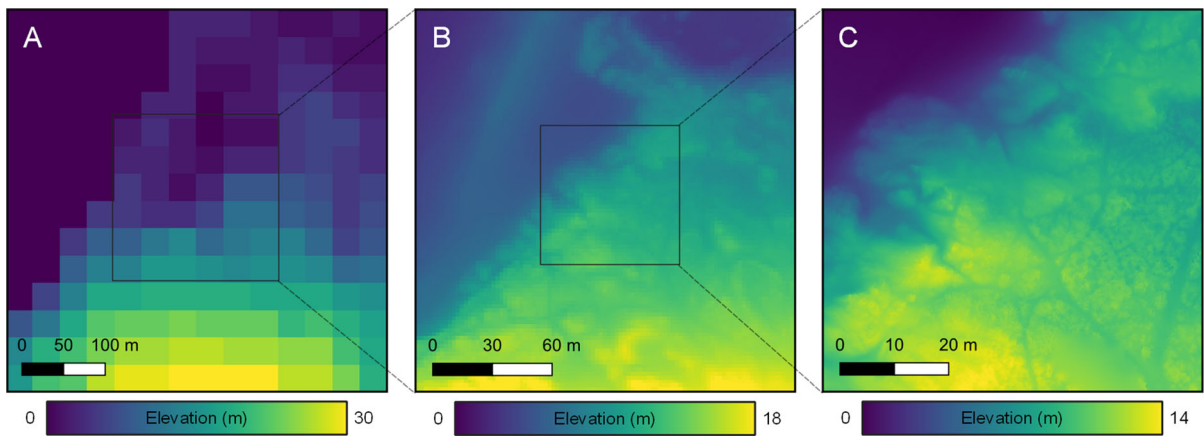 A
B
C
0 50 100 m
0 30 60 m
0 10 20 m
0 Elevation (m) 30
0 Elevation (m) 18
0 Elevation (m) 14